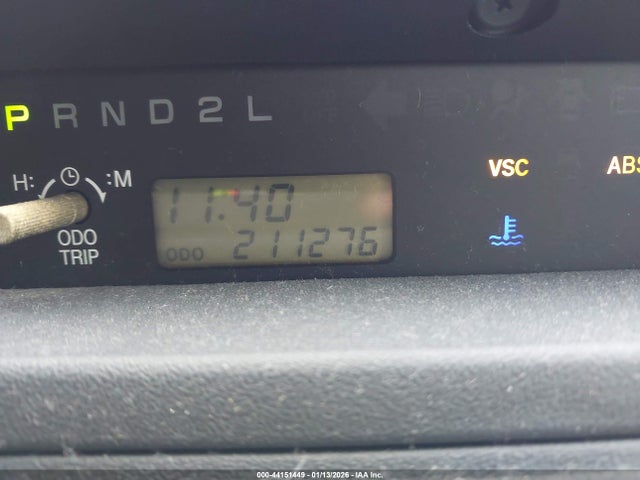 P R N D 2 L
H: :M
VSC
ABS
11:40
ODO 211276
ODO
TRIP
000-44151449 | 01/13/2026 | IAA Inc.